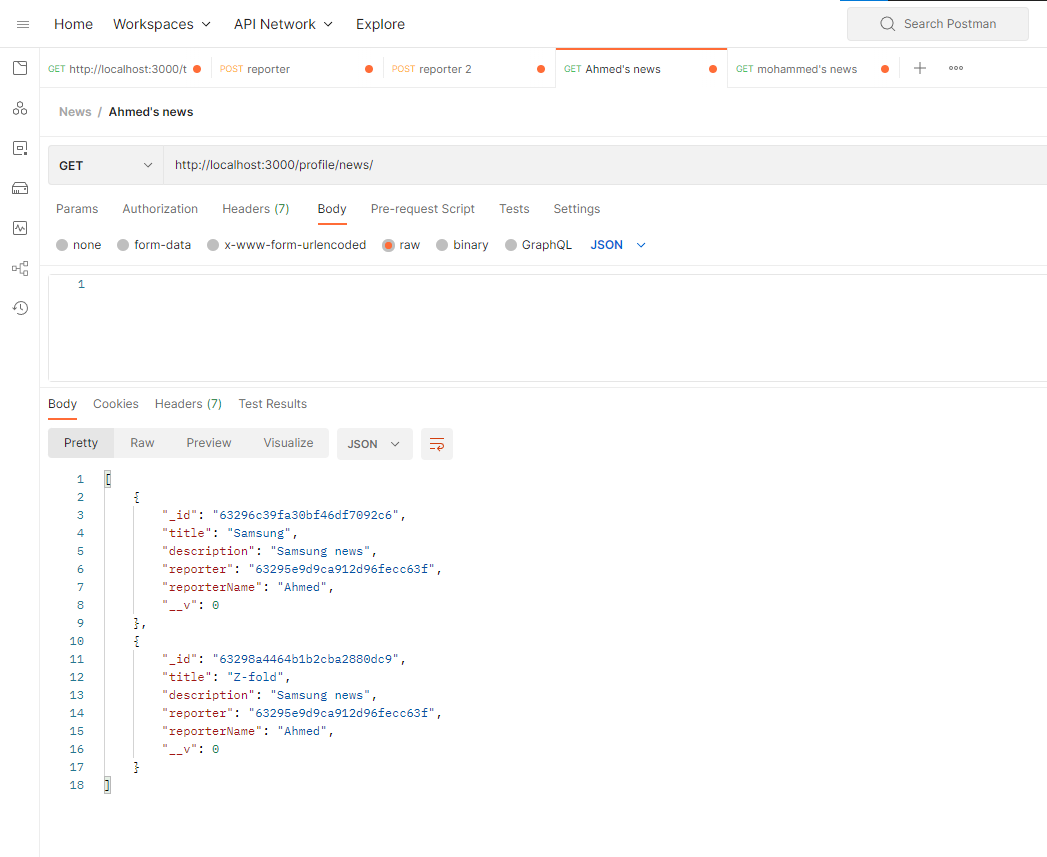 Home Workspaces API Network Explore Search Postman
GET http://localhost:3000/t POST reporter POST reporter 2 GET Ahmed's news GET mohammed's news
News / Ahmed's news
GET http://localhost:3000/profile/news/
Params Authorization Headers (7) Body Pre-request Script Tests Settings
none form-data x-www-form-urlencoded raw binary GraphQL JSON
1
Body Cookies Headers (7) Test Results
Pretty Raw Preview Visualize JSON
1 [
2 {
3 "_id": "63296c39fa30bf46df7092c6",
4 "title": "Samsung",
5 "description": "Samsung news",
6 "reporter": "63295e9d9ca912d96fecc63f",
7 "reporterName": "Ahmed",
8 "__v": 0
9 },
10 {
11 "_id": "63298a4464b1b2cba2880dc9",
12 "title": "Z-fold",
13 "description": "Samsung news",
14 "reporter": "63295e9d9ca912d96fecc63f",
15 "reporterName": "Ahmed",
16 "__v": 0
17 }
18 ]